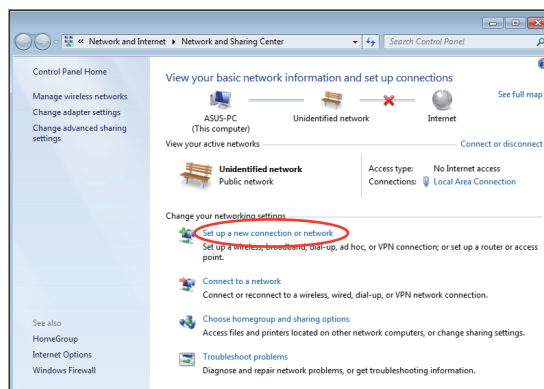 « Network and Internet ▸ Network and Sharing Center
Search Control Panel
Control Panel Home
Manage wireless networks
Change adapter settings
Change advanced sharing
settings
See also
HomeGroup
Internet Options
Windows Firewall
View your basic network information and set up connections
ASUS-PC
(This computer)
Unidentified network
Internet
See full map
View your active networks
Connect or disconnect
Unidentified network
Public network
Access type: No Internet access
Connections: Local Area Connection
Change your networking settings
Set up a new connection or network
Set up a wireless, broadband, dial-up, ad hoc, or VPN connection; or set up a router or access
point.
Connect to a network
Connect or reconnect to a wireless, wired, dial-up, or VPN network connection.
Choose homegroup and sharing options
Access files and printers located on other network computers, or change sharing settings.
Troubleshoot problems
Diagnose and repair network problems, or get troubleshooting information.